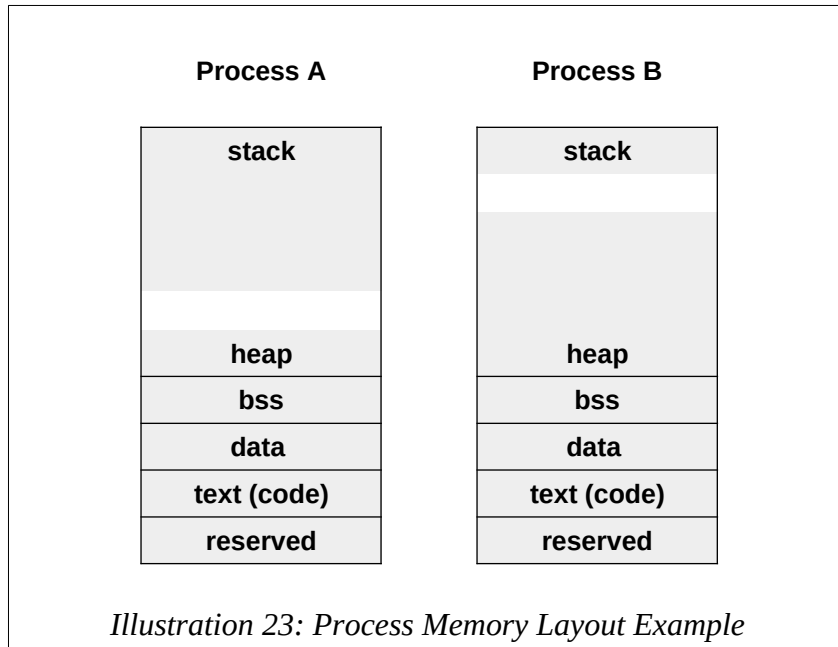 Process A
Process B
stack
stack
heap
heap
bss
bss
data
data
text (code)
text (code)
reserved
reserved
Illustration 23: Process Memory Layout Example